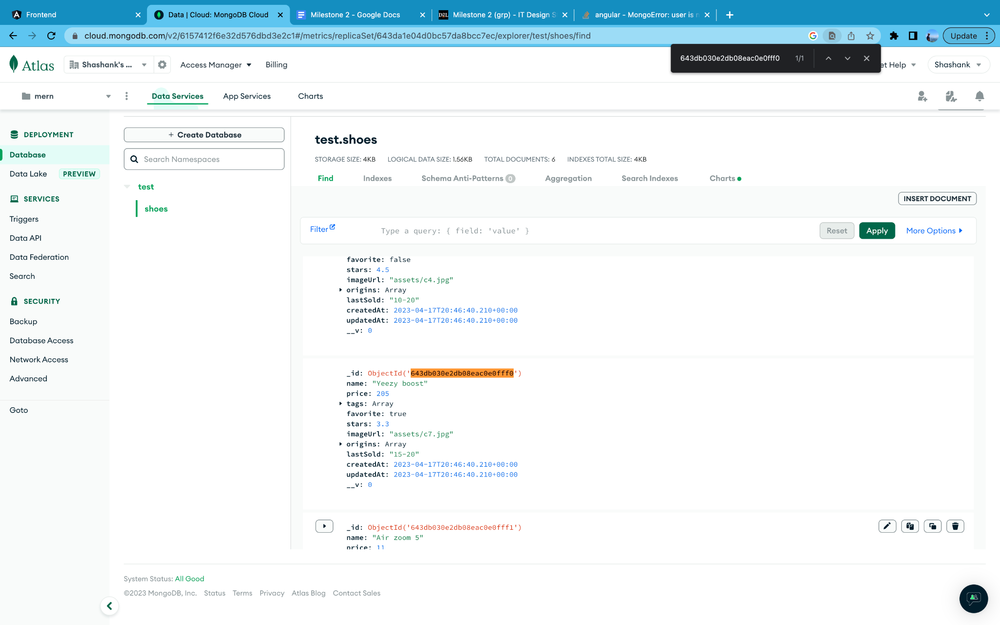 Frontend
Data | Cloud: MongoDB Cloud
Milestone 2 - Google Docs
D2L Milestone 2 (grp) - IT Design S
angular - MongoError: user is n
cloud.mongodb.com/v2/6157412f6e32d576dbd3e2c1#/metrics/replicaSet/643da1e04d0bc57da8bcc7ec/explorer/test/shoes/find
Update
643db030e2db08eac0e0fff0 1/1
Atlas
Shashank's ...
Access Manager
Billing
et Help
Shashank
mern
Data Services
App Services
Charts
DEPLOYMENT
Database
Data Lake PREVIEW
SERVICES
Triggers
Data API
Data Federation
Search
SECURITY
Backup
Database Access
Network Access
Advanced
Goto
+ Create Database
Search Namespaces
test
shoes
test.shoes
STORAGE SIZE: 4KB LOGICAL DATA SIZE: 1.56KB TOTAL DOCUMENTS: 6 INDEXES TOTAL SIZE: 4KB
Find Indexes Schema Anti-Patterns 0 Aggregation Search Indexes Charts
INSERT DOCUMENT
Filter Type a query: { field: 'value' } Reset Apply More Options
favorite: false
stars: 4.5
imageUrl: "assets/c4.jpg"
origins: Array
lastSold: "10-20"
createdAt: 2023-04-17T20:46:40.210+00:00
updatedAt: 2023-04-17T20:46:40.210+00:00
__v: 0
_id: ObjectId('643db030e2db08eac0e0fff0')
name: "Yeezy boost"
price: 205
tags: Array
favorite: true
stars: 3.3
imageUrl: "assets/c7.jpg"
origins: Array
lastSold: "15-20"
createdAt: 2023-04-17T20:46:40.210+00:00
updatedAt: 2023-04-17T20:46:40.210+00:00
__v: 0
_id: ObjectId('643db030e2db08eac0e0fff1')
name: "Air zoom 5"
price: 11
System Status: All Good
©2023 MongoDB, Inc. Status Terms Privacy Atlas Blog Contact Sales